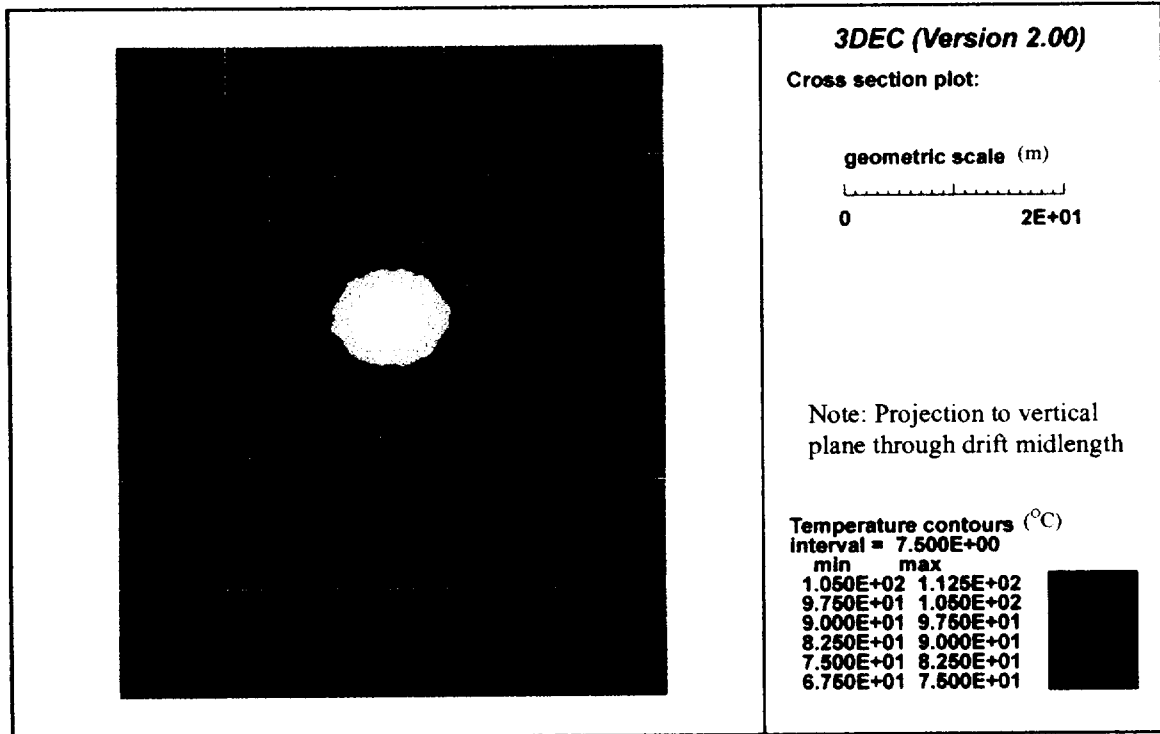 3DEC (Version 2.00)
Cross section plot:
geometric scale (m)
0 2E+01
Note: Projection to vertical
plane through drift midlength
Temperature contours (°C)
interval = 7.500E+00
min max
1.050E+02 1.125E+02
9.750E+01 1.050E+02
9.000E+01 9.750E+01
8.250E+01 9.000E+01
7.500E+01 8.250E+01
6.750E+01 7.500E+01